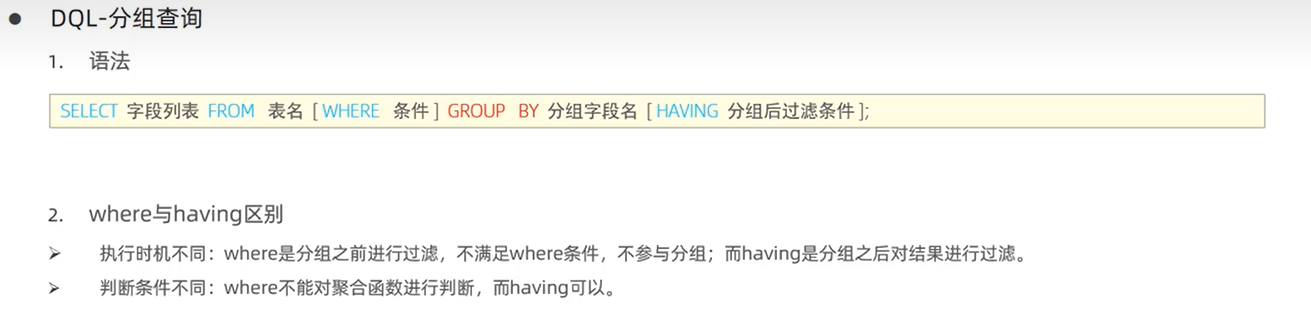 ● DQL-分组查询
1. 语法
SELECT 字段列表 FROM 表名 [ WHERE 条件 ] GROUP BY 分组字段名 [ HAVING 分组后过滤条件 ];
2. where与having区别
➢ 执行时机不同：where是分组之前进行过滤，不满足where条件，不参与分组；而having是分组之后对结果进行过滤。
➢ 判断条件不同：where不能对聚合函数进行判断，而having可以。